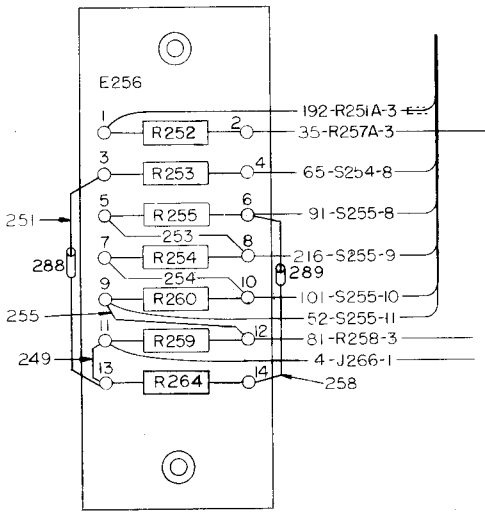 E256
192-R251A-3
1 R252 2 35-R257A-3
3 R253 4 65-S254-8
5 R255 6 91-S255-8
251 253
7 R254 8 216-S255-9
288 254 289
9 R260 10 101-S255-10
255 52-S255-11
11 R259 12 81-R258-3
249 4-J266-1
13 R264 14 258